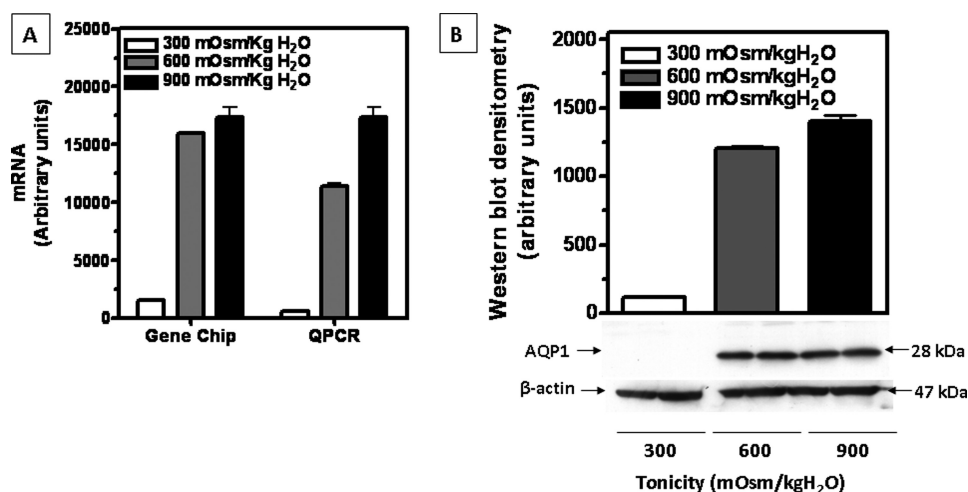 A
25000
20000
15000
10000
5000
0
mRNA
(Arbitrary units)
300 mOsm/Kg H2O
600 mOsm/Kg H2O
900 mOsm/Kg H2O
Gene Chip QPCR
B
2000
1500
1000
500
0
Western blot densitometry
(arbitrary units)
300 mOsm/kgH2O
600 mOsm/kgH2O
900 mOsm/kgH2O
AQP1 28 kDa
β-actin 47 kDa
300 600 900
Tonicity (mOsm/kgH2O)